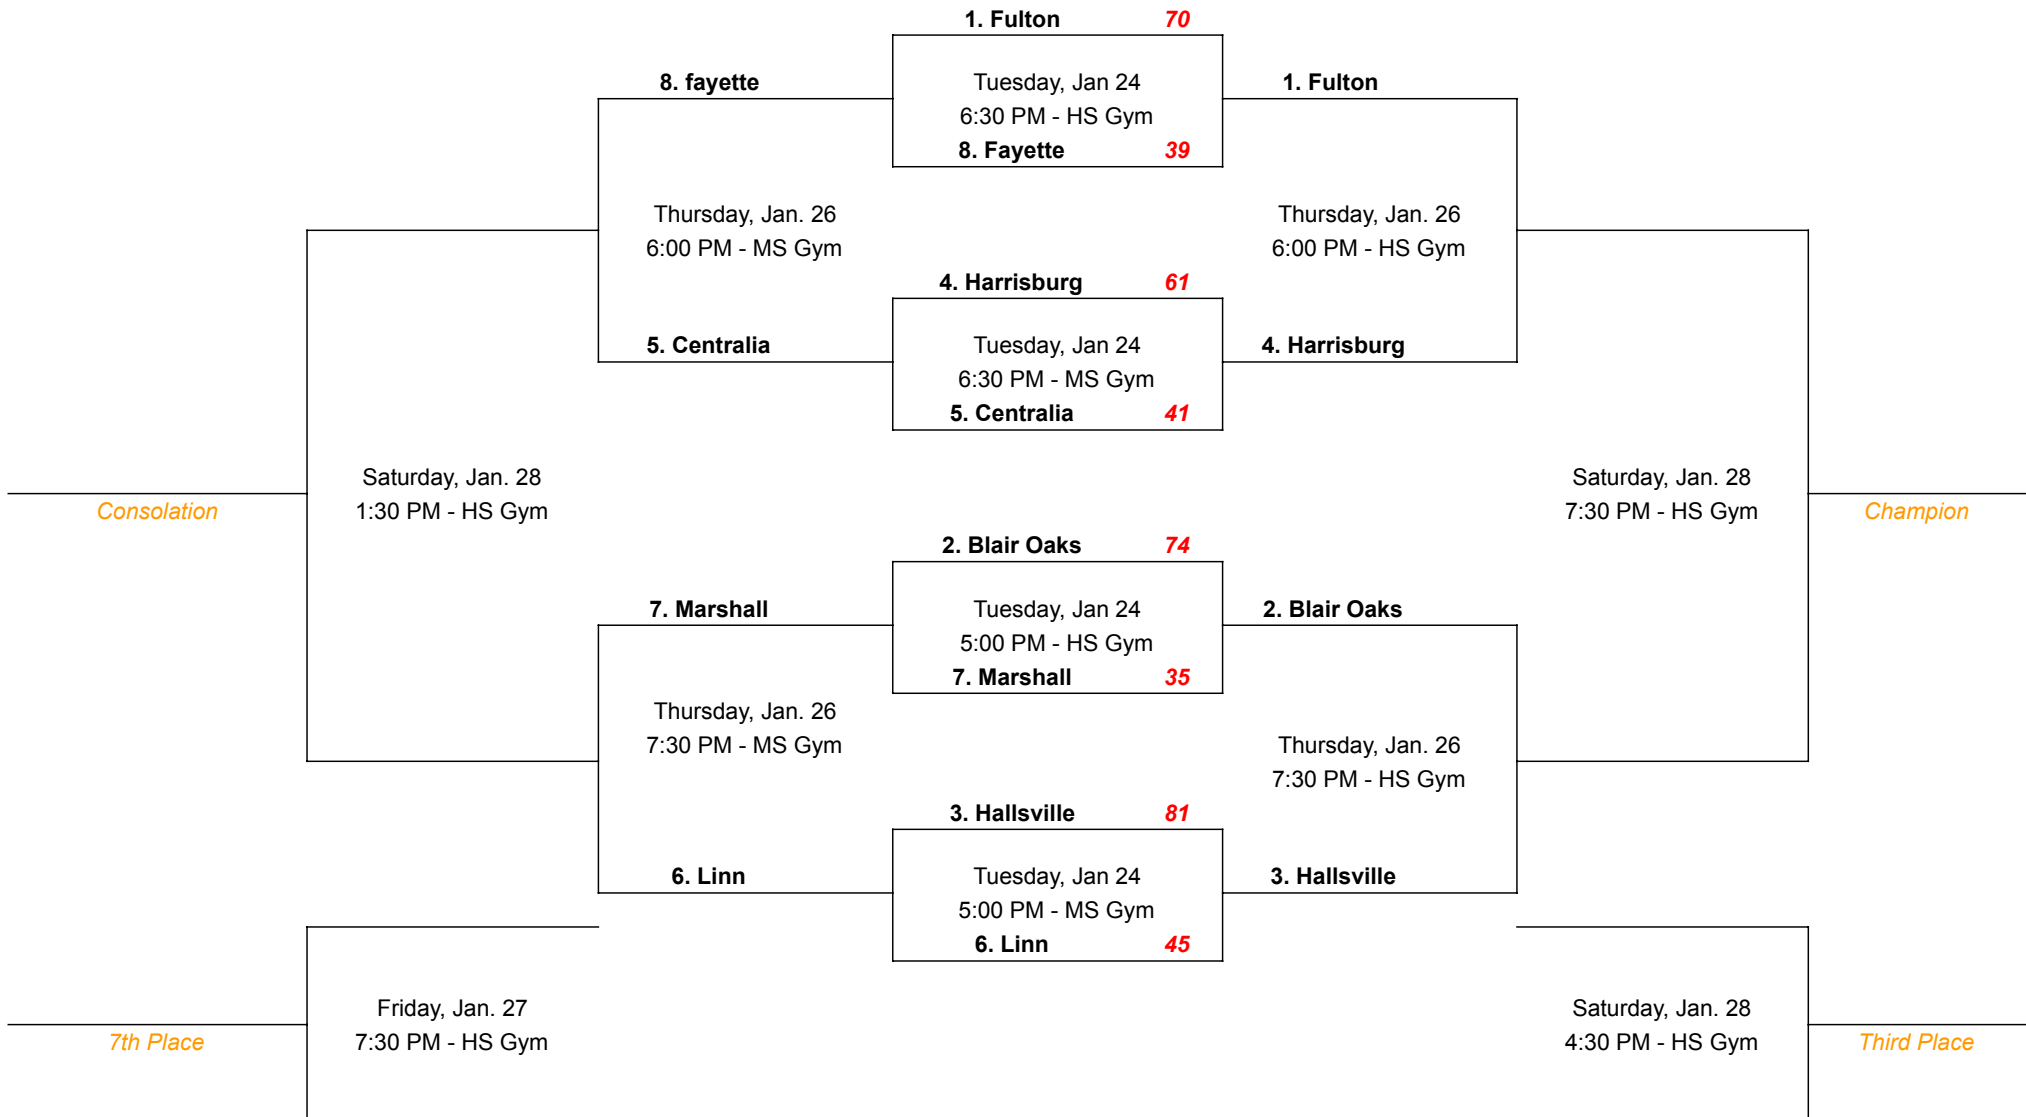 1. Fulton 70
8. fayette
Tuesday, Jan 24
6:30 PM - HS Gym
1. Fulton
8. Fayette 39
Thursday, Jan. 26
6:00 PM - MS Gym
Thursday, Jan. 26
6:00 PM - HS Gym
4. Harrisburg 61
5. Centralia
Tuesday, Jan 24
6:30 PM - MS Gym
4. Harrisburg
5. Centralia 41
Saturday, Jan. 28
1:30 PM - HS Gym
Consolation
Saturday, Jan. 28
7:30 PM - HS Gym
Champion
2. Blair Oaks 74
7. Marshall
Tuesday, Jan 24
5:00 PM - HS Gym
2. Blair Oaks
7. Marshall 35
Thursday, Jan. 26
7:30 PM - MS Gym
Thursday, Jan. 26
7:30 PM - HS Gym
3. Hallsville 81
6. Linn
Tuesday, Jan 24
5:00 PM - MS Gym
3. Hallsville
6. Linn 45
Friday, Jan. 27
7:30 PM - HS Gym
7th Place
Saturday, Jan. 28
4:30 PM - HS Gym
Third Place